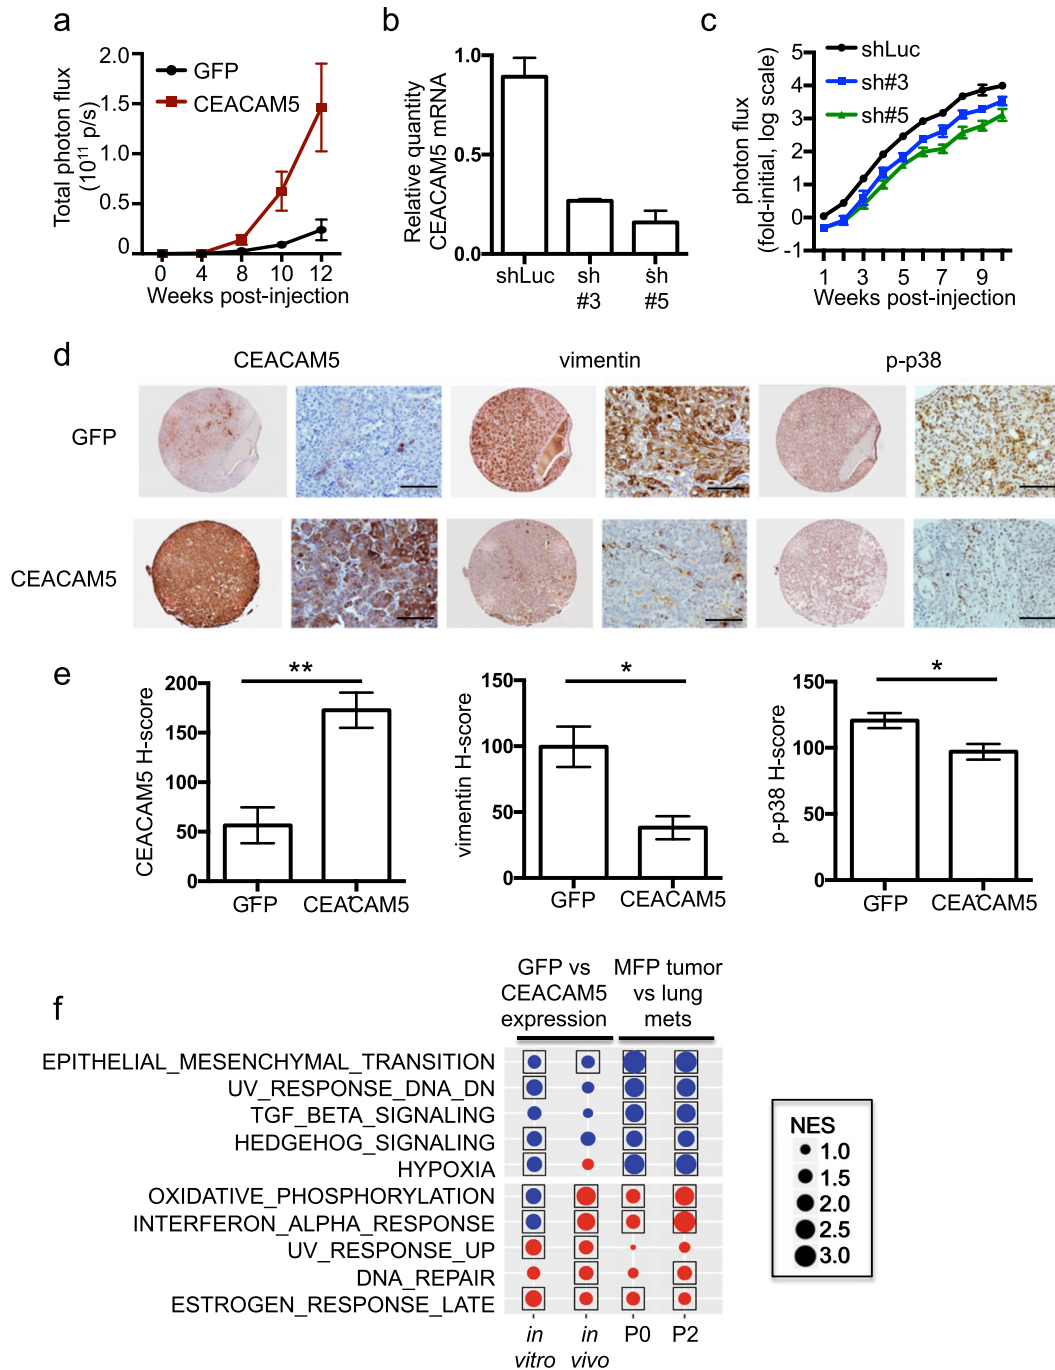 a
Total photon flux
(10¹¹ p/s)
2.0
1.5
1.0
0.5
0
GFP
CEACAM5
0 4 8 10 12
Weeks post-injection
b
Relative quantity
CEACAM5 mRNA
1.0
0.5
0.0
shLuc sh sh
#3 #5
c
photon flux
(fold-initial, log scale)
5
4
3
2
1
0
-1
shLuc
sh#3
sh#5
1 3 5 7 9
Weeks post-injection
d
CEACAM5 vimentin p-p38
GFP
CEACAM5
e
CEACAM5 H-score
200
150
100
50
0
**
GFP CEACAM5
vimentin H-score
150
100
50
0
*
GFP CEACAM5
p-p38 H-score
150
100
50
0
*
GFP CEACAM5
f
GFP vs
CEACAM5
expression
MFP tumor
vs lung
mets
EPITHELIAL_MESENCHYMAL_TRANSITION
UV_RESPONSE_DNA_DN
TGF_BETA_SIGNALING
HEDGEHOG_SIGNALING
HYPOXIA
OXIDATIVE_PHOSPHORYLATION
INTERFERON_ALPHA_RESPONSE
UV_RESPONSE_UP
DNA_REPAIR
ESTROGEN_RESPONSE_LATE
in in P0 P2
vitro vivo
NES
1.0
1.5
2.0
2.5
3.0